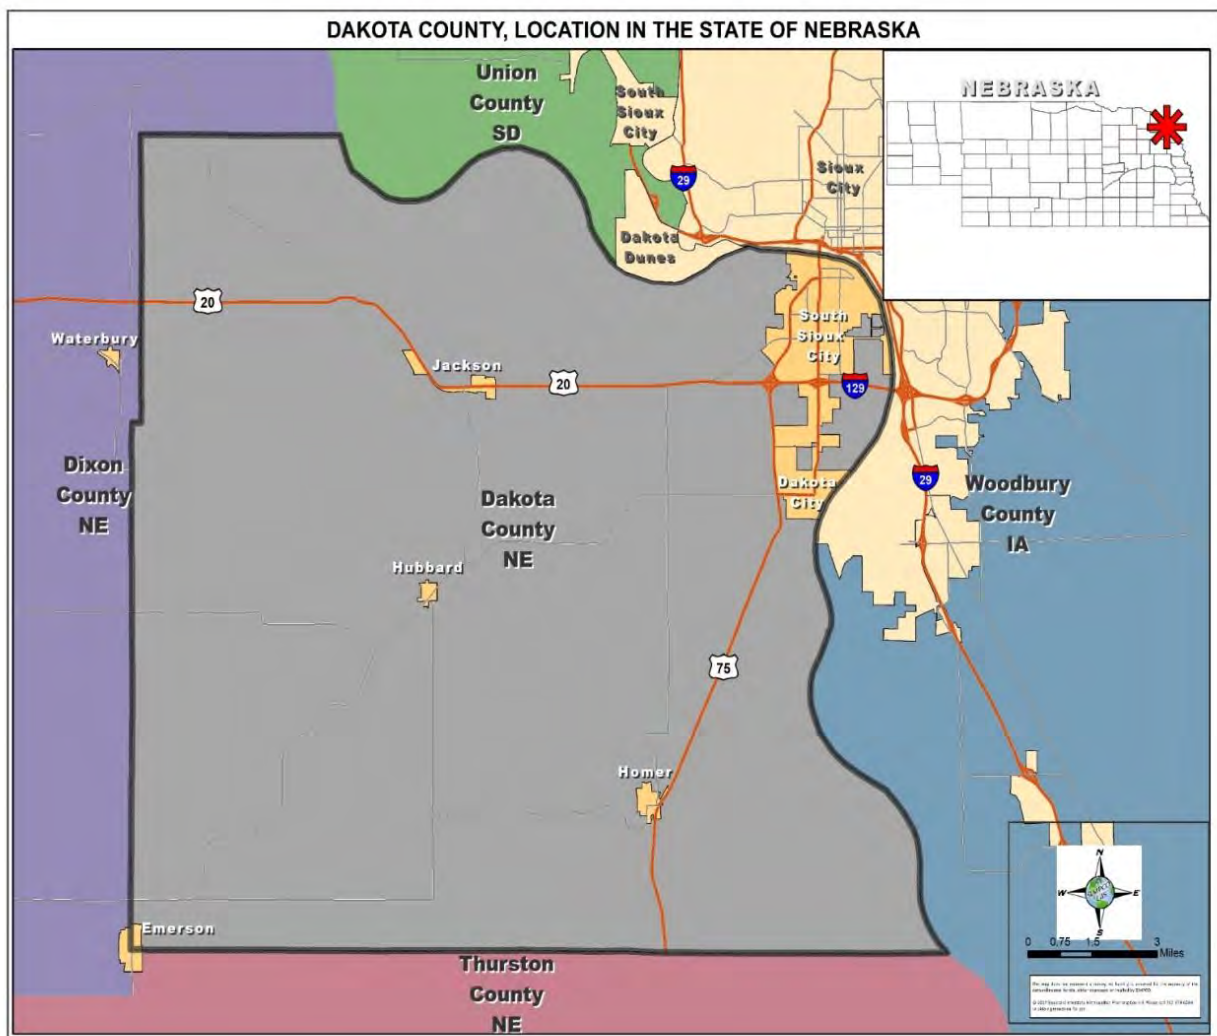 DAKOTA COUNTY, LOCATION IN THE STATE OF NEBRASKA
NEBRASKA
Union
County
SD
South
Sioux
City
Sioux
City
29
Dakota
Dunes
20
Waterbury
Jackson
20
South
Sioux
City
129
Dixon
County
NE
Dakota
County
NE
Dakota
City
29
Woodbury
County
IA
Hubbard
75
Homer
Emerson
Thurston
County
NE
N
W
E
S
0 0.75 1.5 3
Miles